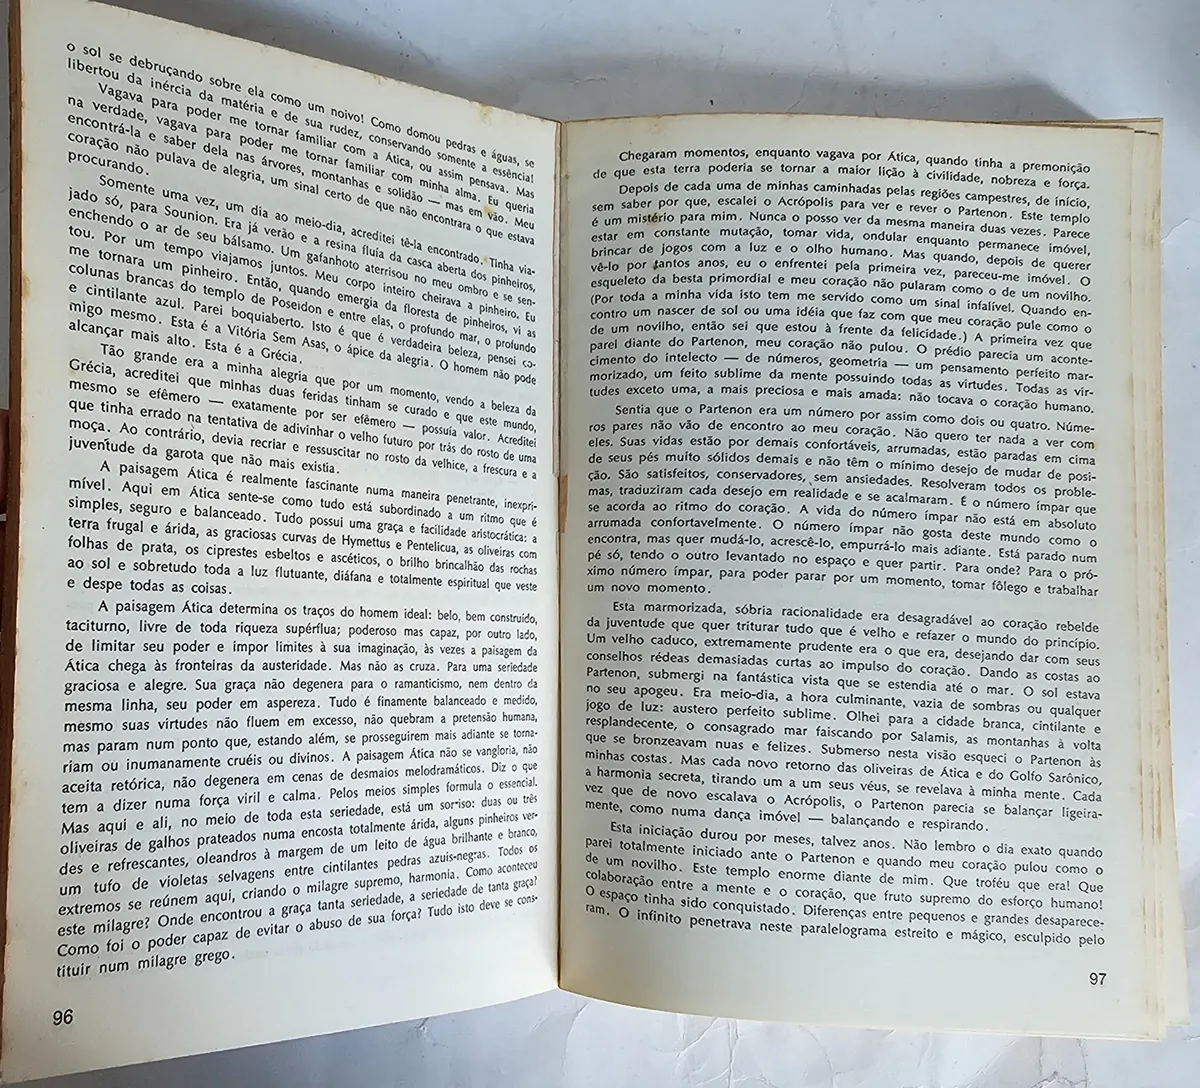 o sol se debruçando sobre ela como um noivo! Como domou pedras e águas, se
libertou da inércia da matéria e de sua rudez, conservando somente a essência!
Vagava para poder me tornar familiar com a Ática, ou assim pensava. Mas
na verdade, vagava para poder me tornar familiar com minha alma. Eu queria
encontrá-la e saber dela nas árvores, montanhas e solidão — mas em vão. Meu
coração não pulava de alegria, um sinal certo de que não encontrara o que estava
procurando.
Somente uma vez, um dia ao meio-dia, acreditei tê-la encontrado. Tinha via-
jado só, para Sounion. Era já verão e a resina fluía da casca aberta dos pinheiros,
enchendo o ar de seu bálsamo. Um gafanhoto aterrisou no meu ombro e se sen-
tou. Por um tempo viajamos juntos. Meu corpo inteiro cheirava a pinheiro. Eu
me tornara um pinheiro. Então, quando emergia da floresta de pinheiros, vi as
colunas brancas do templo de Poseidon e entre elas, o profundo mar, o profundo
e cintilante azul. Parei boquiaberto. Isto é que é verdadeira beleza, pensei co-
migo mesmo. Esta é a Vitória Sem Asas, o ápice da alegria. O homem não pode
alcançar mais alto. Esta é a Grécia.
Tão grande era a minha alegria que por um momento, vendo a beleza da
Grécia, acreditei que minhas duas feridas tinham se curado e que este mundo,
mesmo se efêmero — exatamente por ser efêmero — possuía valor. Acreditei
que tinha errado na tentativa de adivinhar o velho futuro por trás do rosto de uma
moça. Ao contrário, devia recriar e ressuscitar no rosto da velhice, a frescura e a
juventude da garota que não mais existia.
A paisagem Ática é realmente fascinante numa maneira penetrante, inexpri-
mível. Aqui em Ática sente-se como tudo está subordinado a um ritmo que é
simples, seguro e balanceado. Tudo possui uma graça e facilidade aristocrática: a
terra frugal e árida, as graciosas curvas de Hymettus e Pentelicua, as oliveiras com
folhas de prata, os ciprestes esbeltos e ascéticos, o brilho brincalhão das rochas
ao sol e sobretudo toda a luz flutuante, diáfana e totalmente espiritual que veste
e despe todas as coisas.
A paisagem Ática determina os traços do homem ideal: belo, bem construído,
taciturno, livre de toda riqueza supérflua; poderoso mas capaz, por outro lado,
de limitar seu poder e impor limites à sua imaginação, às vezes a paisagem da
Ática chega às fronteiras da austeridade. Mas não as cruza. Para uma seriedade
graciosa e alegre. Sua graça não degenera para o ramanticismo, nem dentro da
mesma linha, seu poder em aspereza. Tudo é finamente balanceado e medido,
mesmo suas virtudes não fluem em excesso, não quebram a pretensão humana,
mas param num ponto que, estando além, se prosseguirem mais adiante se torna-
riam ou inumanamente cruéis ou divinos. A paisagem Ática não se vangloria, não
aceita retórica, não degenera em cenas de desmaios melodramáticos. Diz o que
tem a dizer numa força viril e calma. Pelos meios simples formula o essencial.
Mas aqui e ali, no meio de toda esta seriedade, está um sorriso: duas ou três
oliveiras de galhos prateados numa encosta totalmente árida, alguns pinheiros ver-
des e refrescantes, oleandros à margem de um leito de água brilhante e branco,
um tufo de violetas selvagens entre cintilantes pedras azuis-negras. Todos os
extremos se reúnem aqui, criando o milagre supremo, harmonia. Como aconteceu
este milagre? Onde encontrou a graça tanta seriedade, a seriedade de tanta graça?
Como foi o poder capaz de evitar o abuso de sua força? Tudo isto deve se cons-
tituir num milagre grego.
96
Chegaram momentos, enquanto vagava por Ática, quando tinha a premonição
de que esta terra poderia se tornar a maior lição à civilidade, nobreza e força.
Depois de cada uma de minhas caminhadas pelas regiões campestres, de início,
sem saber por que, escalei o Acrópolis para ver e rever o Partenon. Este templo
é um mistério para mim. Nunca o posso ver da mesma maneira duas vezes. Parece
estar em constante mutação, tomar vida, ondular enquanto permanece imóvel,
brincar de jogos com a luz e o olho humano. Mas quando, depois de querer
vê-lo por tantos anos, eu o enfrentei pela primeira vez, pareceu-me imóvel. O
esqueleto da besta primordial e meu coração não pularam como o de um novilho.
(Por toda a minha vida isto tem me servido como um sinal infalível. Quando en-
contro um nascer de sol ou uma idéia que faz com que meu coração pule como o
de um novilho, então sei que estou à frente da felicidade.) A primeira vez que
parei diante do Partenon, meu coração não pulou. O prédio parecia um aconte-
cimento do intelecto — de números, geometria — um pensamento perfeito mar-
morizado, um feito sublime da mente possuindo todas as virtudes. Todas as vir-
tudes exceto uma, a mais preciosa e mais amada: não tocava o coração humano.
Sentia que o Partenon era um número por assim como dois ou quatro. Núme-
ros pares não vão de encontro ao meu coração. Não quero ter nada a ver com
eles. Suas vidas estão por demais confortáveis, arrumadas, estão paradas em cima
de seus pés muito sólidos demais e não têm o mínimo desejo de mudar de posi-
ção. São satisfeitos, conservadores, sem ansiedades. Resolveram todos os proble-
mas, traduziram cada desejo em realidade e se acalmaram. E o número ímpar que
se acorda ao ritmo do coração. A vida do número ímpar não está em absoluto
arrumada confortavelmente. O número ímpar não gosta deste mundo como o
encontra, mas quer mudá-lo, acrescê-lo, empurrá-lo mais adiante. Está parado num
pé só, tendo o outro levantado no espaço e quer partir. Para onde? Para o pró-
ximo número ímpar, para poder parar por um momento, tomar fôlego e trabalhar
um novo momento.
Esta marmorizada, sóbria racionalidade era desagradável ao coração rebelde
da juventude que quer triturar tudo que é velho e refazer o mundo do princípio.
Um velho caduco, extremamente prudente era o que era, desejando dar com seus
conselhos rédeas demasiadas curtas ao impulso do coração. Dando as costas ao
Partenon, submergi na fantástica vista que se estendia até o mar. O sol estava
no seu apogeu. Era meio-dia, a hora culminante, vazia de sombras ou qualquer
jogo de luz: austero perfeito sublime. Olhei para a cidade branca, cintilante e
resplandecente, o consagrado mar faiscando por Salamis, as montanhas à volta
que se bronzeavam nuas e felizes. Submerso nesta visão esqueci o Partenon às
minhas costas. Mas cada novo retorno das oliveiras de Ática e do Golfo Sarônico,
a harmonia secreta, tirando um a um seus véus, se revelava à minha mente. Cada
vez que de novo escalava o Acrópolis, o Partenon parecia se balançar ligeira-
mente, como numa dança imóvel — balançando e respirando.
Esta iniciação durou por meses, talvez anos. Não lembro o dia exato quando
parei totalmente iniciado ante o Partenon e quando meu coração pulou como o
de um novilho. Este templo enorme diante de mim. Que troféu que era! Que
colaboração entre a mente e o coração, que fruto supremo do esforço humano!
O espaço tinha sido conquistado. Diferenças entre pequenos e grandes desaparece-
ram. O infinito penetrava neste paralelograma estreito e mágico, esculpido pelo
97